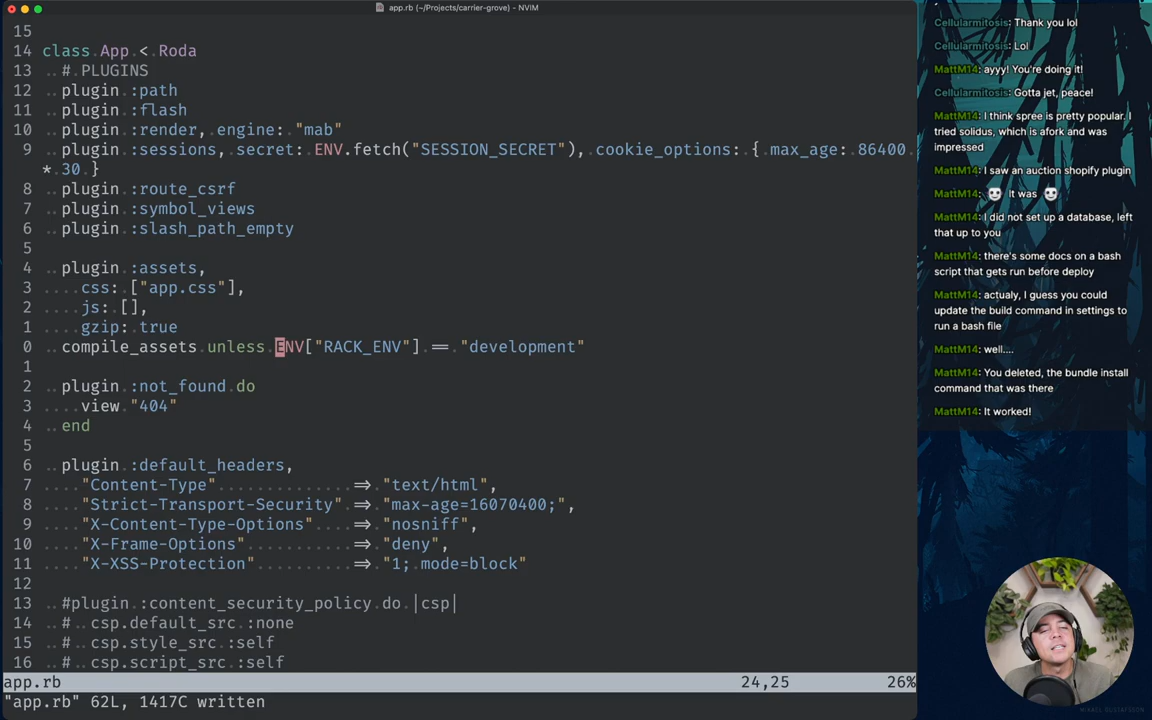 app.rb (~/Projects/carrier-grove) - NVIM
15
14 class App < Roda
13 # PLUGINS
12 plugin :path
11 plugin :flash
10 plugin :render, engine: "mab"
9 plugin :sessions, secret: ENV.fetch("SESSION_SECRET"), cookie_options: { max_age: 86400
* 30 }
8 plugin :route_csrf
7 plugin :symbol_views
6 plugin :slash_path_empty
5
4 plugin :assets,
3 css: ["app.css"],
2 js: [],
1 gzip: true
0 compile_assets unless ENV["RACK_ENV"] == "development"
1
2 plugin :not_found do
3 view "404"
4 end
5
6 plugin :default_headers,
7 "Content-Type" => "text/html",
8 "Strict-Transport-Security" => "max-age=16070400;",
9 "X-Content-Type-Options" => "nosniff",
10 "X-Frame-Options" => "deny",
11 "X-XSS-Protection" => "1; mode=block"
12
13 #plugin :content_security_policy do |csp|
14 # csp.default_src :none
15 # csp.style_src :self
16 # csp.script_src :self
app.rb 24,25 26%
"app.rb" 62L, 1417C written
Cellularmitosis: Thank you lol
Cellularmitosis: Lol
MattM14: ayyy! You're doing it!
Cellularmitosis: Gotta jet, peace!
MattM14: I think spree is pretty popular. I
tried solidus, which is afork and was
impressed
MattM14: I saw an auction shopify plugin
MattM14: It was
MattM14: I did not set up a database, left
that up to you
MattM14: there's some docs on a bash
script that gets run before deploy
MattM14: actualy, I guess you could
update the build command in settings to
run a bash file
MattM14: well....
MattM14: You deleted, the bundle install
command that was there
MattM14: It worked!
MIKAEL GUSTAFSSON